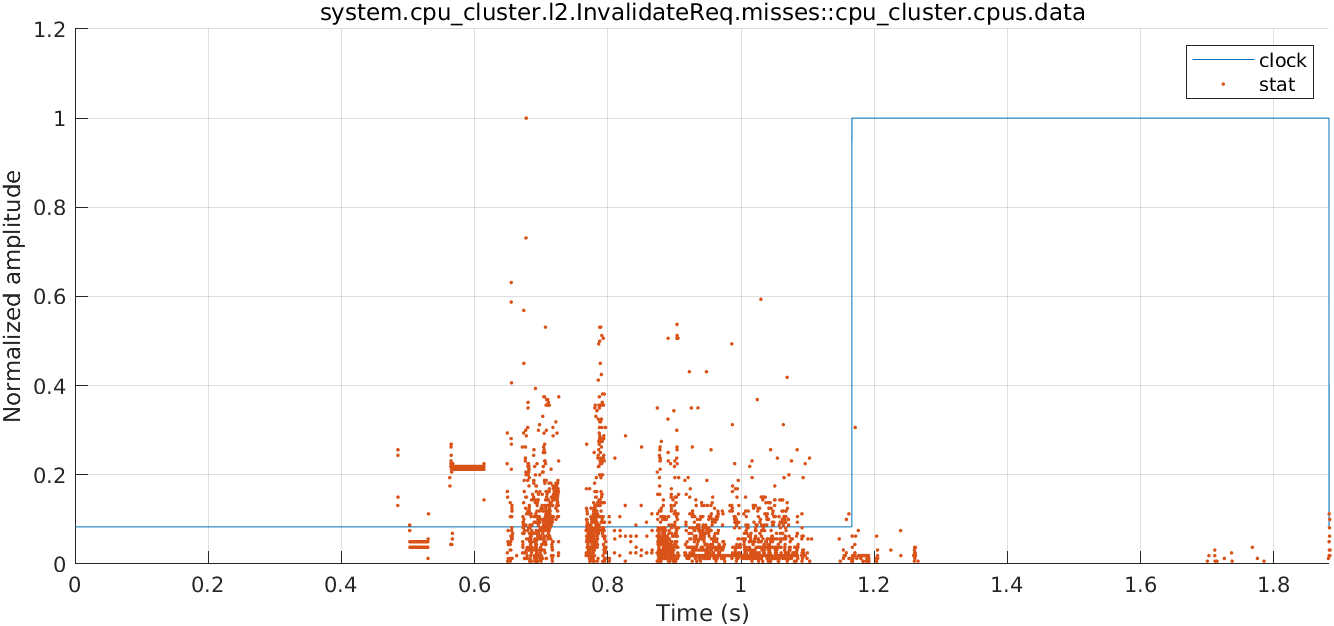 system.cpu_cluster.l2.InvalidateReq.misses::cpu_cluster.cpus.data
clock
stat
Normalized amplitude
1.2
1
0.8
0.6
0.4
0.2
0
0 0.2 0.4 0.6 0.8 1 1.2 1.4 1.6 1.8
Time (s)